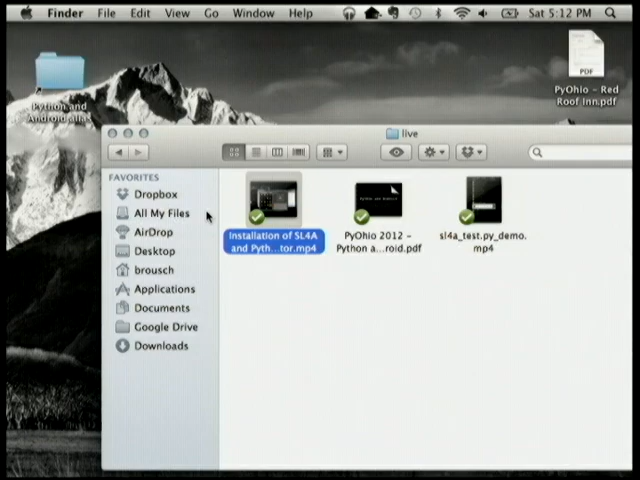 Finder File Edit View Go Window Help Sat 5:12 PM
Python and
PDF
PyOhio - Red
Roof Inn.pdf
live
FAVORITES
Dropbox
All My Files
AirDrop
Desktop
brousch
Applications
Documents
Google Drive
Downloads
Installation of SL4A
and Pyth...tor.mp4
PyOhio 2012 -
Python a...roid.pdf
sl4a_test.py_demo.
mp4